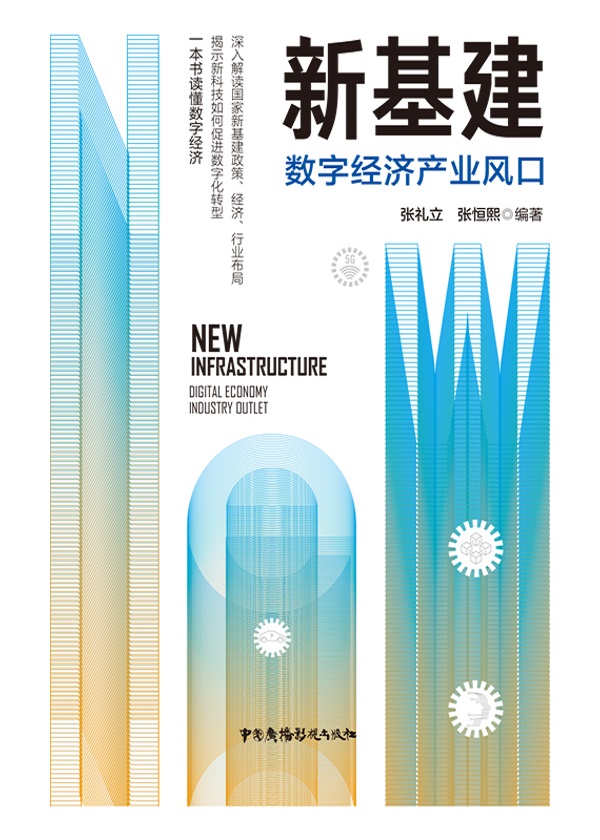 新基建
数字经济产业风口
张礼立 张恒熙◎编著
深入解读国家新基建政策、经济、行业布局
揭示新科技如何促进数字化转型
一本书读懂数字经济
5G
NEW
INFRASTRUCTURE
DIGITAL ECONOMY
INDUSTRY OUTLET
中国广播影视出版社